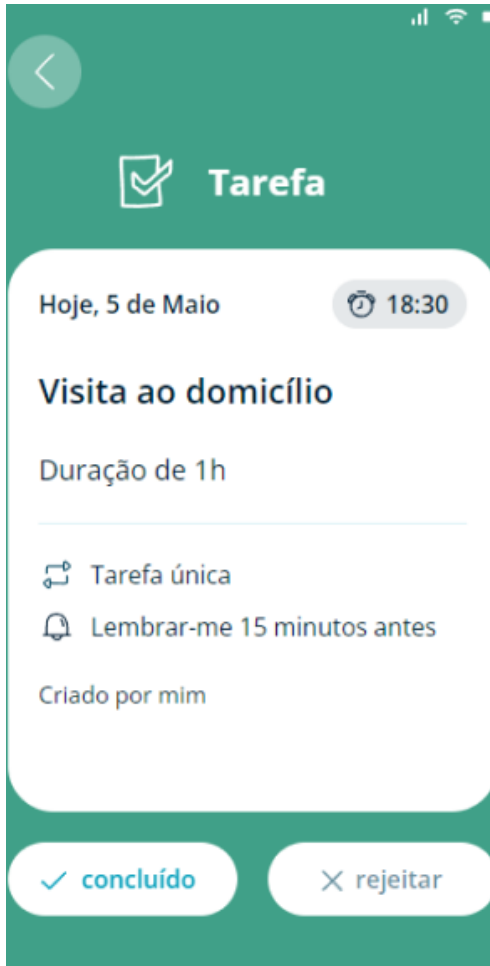 Tarefa
Hoje, 5 de Maio
18:30
Visita ao domicílio
Duração de 1h
Tarefa única
Lembrar-me 15 minutos antes
Criado por mim
concluído
rejeitar